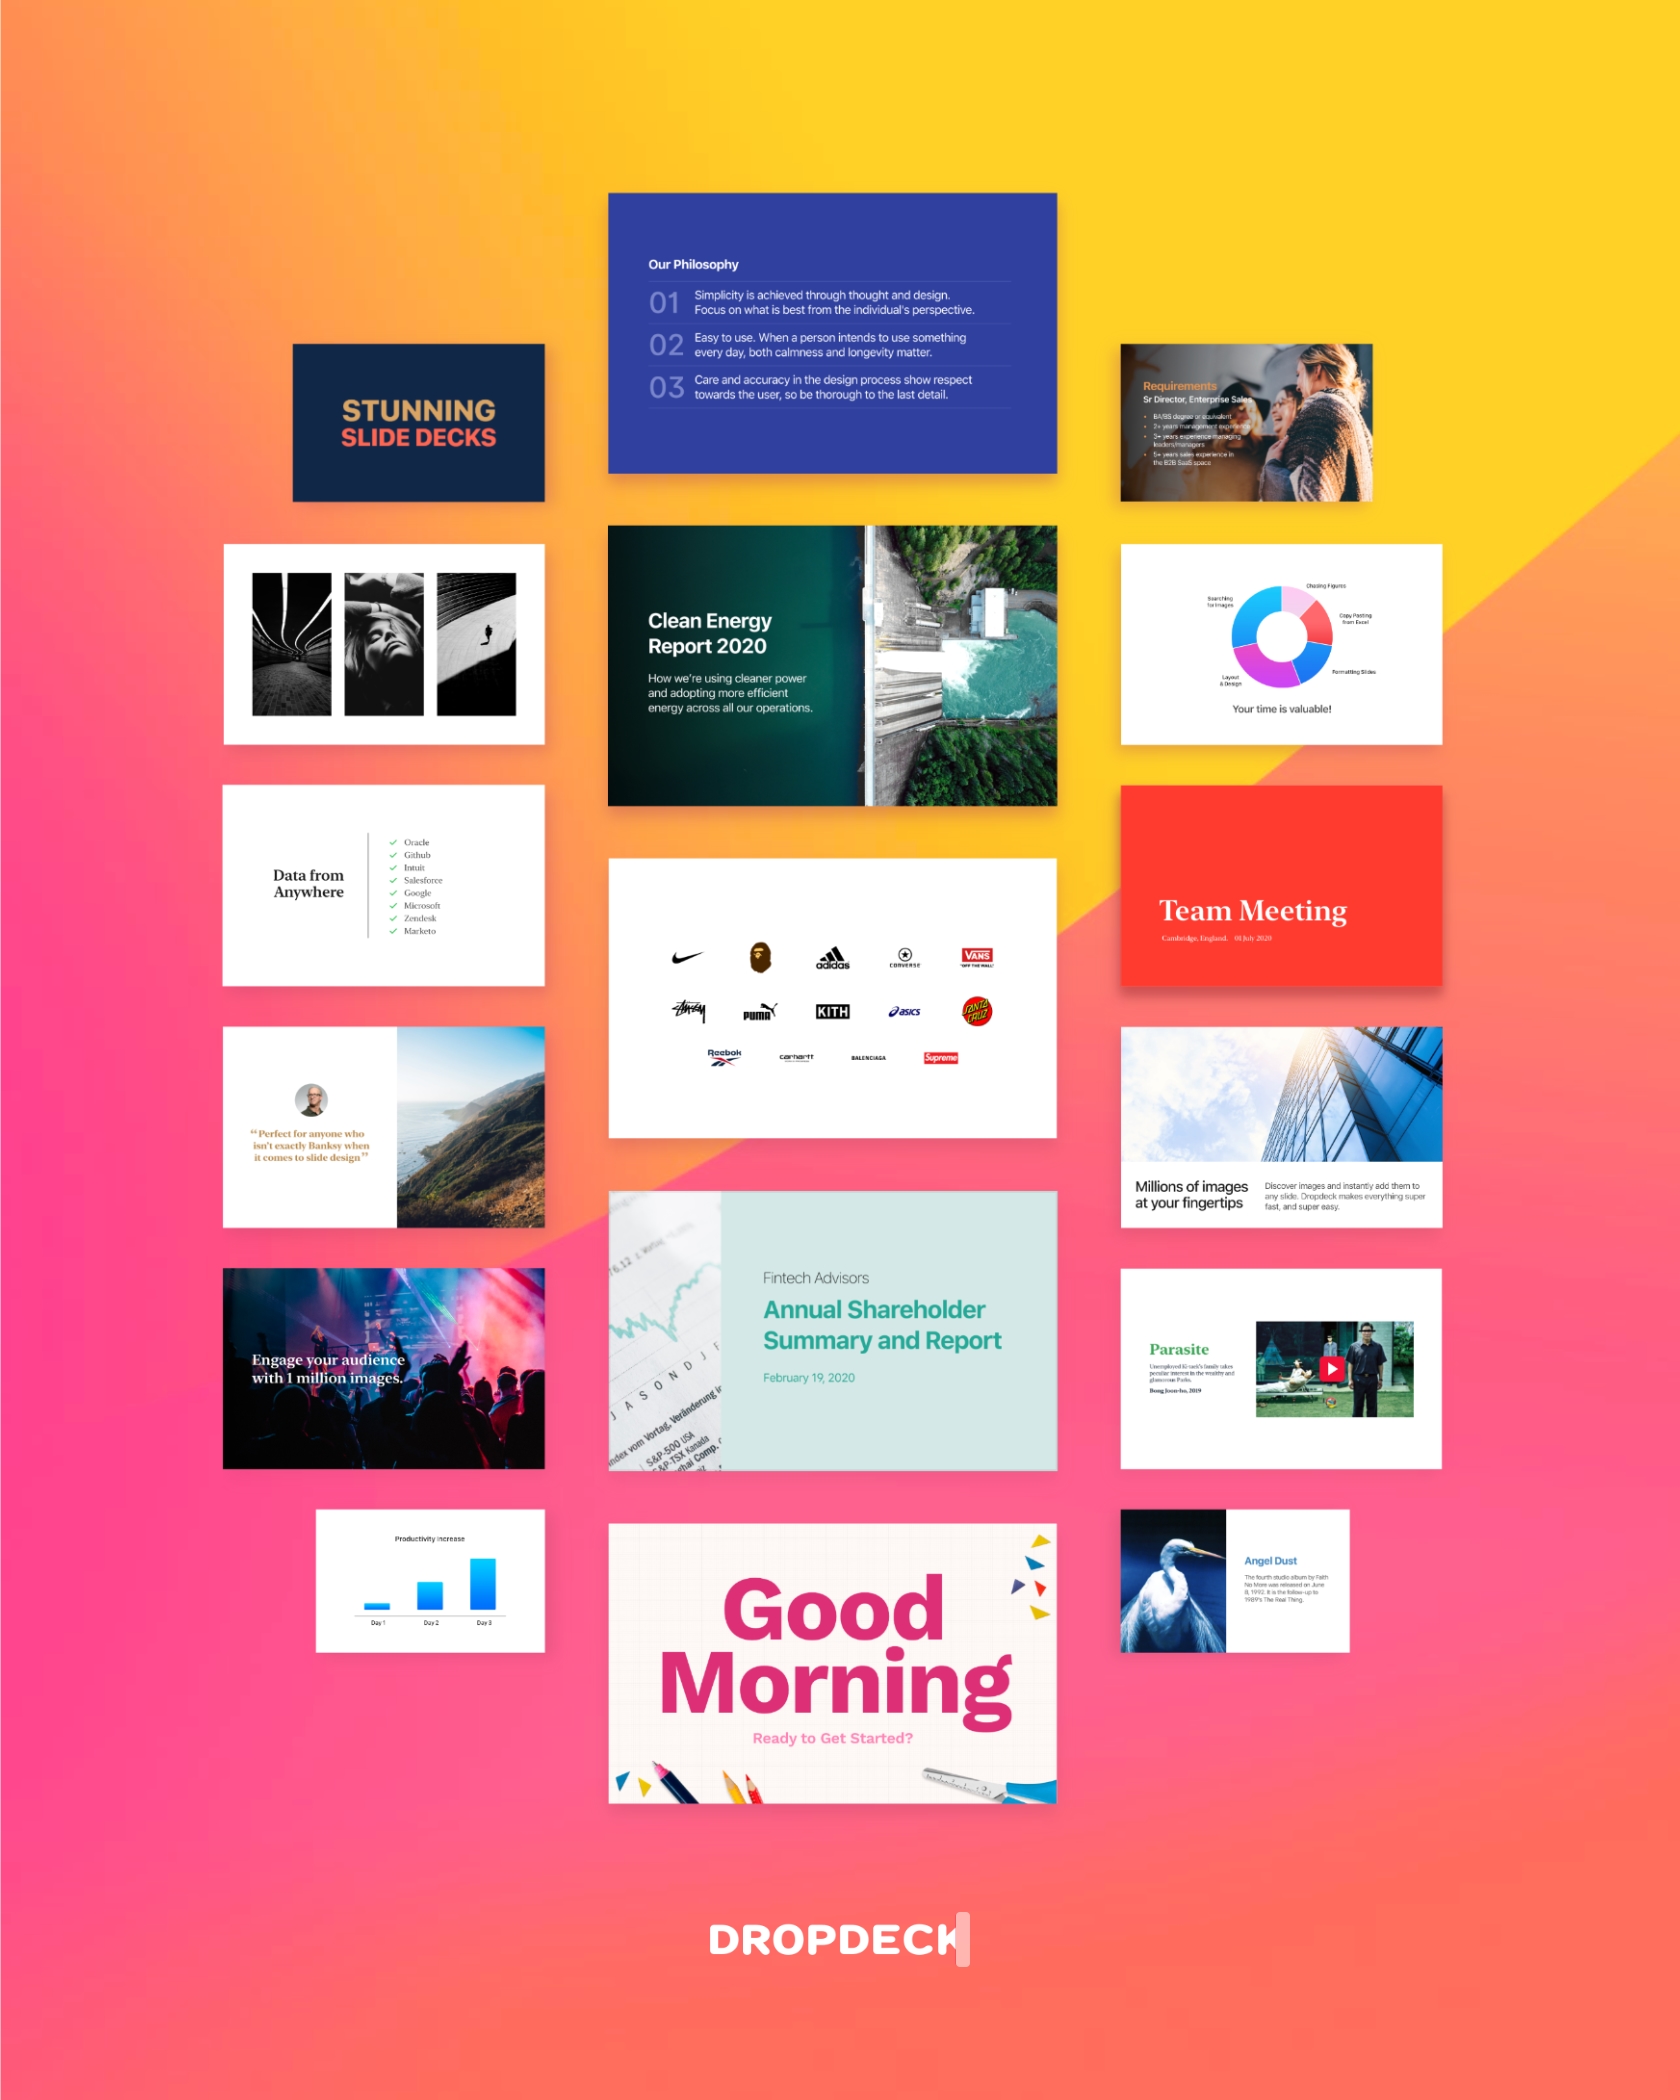 Our Philosophy
01
Simplicity is achieved through thought and design.
Focus on what is best from the individual's perspective.
02
Easy to use. When a person intends to use something
every day, both calmness and longevity matter.
03
Care and accuracy in the design process show respect
towards the user, so be thorough to the last detail.
STUNNING
SLIDE DECKS
Requirements
Sr Director, Enterprise Sales
BA/BS degree or equivalent
2+ years management experience
3+ years experience managing
leaders/managers
5+ years sales experience in
the B2B SaaS space
Clean Energy
Report 2020
How we're using cleaner power
and adopting more efficient
energy across all our operations.
Chasing Figures
Searching
for Images
Copy Pasting
from Excel
Formatting Slides
Layout
& Design
Your time is valuable!
Data from
Anywhere
Oracle
Github
Intuit
Salesforce
Google
Microsoft
Zendesk
Marketo
Team Meeting
Cambridge, England. 01 July 2020
adidas
CONVERSE
VANS
"OFF THE WALL"
STUSSY
PUMA
KITH
asics
SANTA
CRUZ
Reebok
carhartt
BALENCIAGA
Supreme
“Perfect for anyone who
isn't exactly Banksy when
it comes to slide design”
Millions of images
at your fingertips
Discover images and instantly add them to
any slide. Dropdeck makes everything super
fast, and super easy.
J A S O N D J F
index vom Vortag, Veränderung in
S&P-500 USA
S&P-TSX Kanada
Comp.
Fintech Advisors
Annual Shareholder
Summary and Report
February 19, 2020
Engage your audience
with 1 million images.
Parasite
Unemployed Ki-taek's family takes
peculiar interest in the wealthy and
glamorous Parks.
Bong Joon-ho, 2019
Productivity Increase
Day 1
Day 2
Day 3
Angel Dust
The fourth studio album by Faith
No More was released on June
8, 1992. It is the follow-up to
1989's The Real Thing.
Good
Morning
Ready to Get Started?
DROPDECK